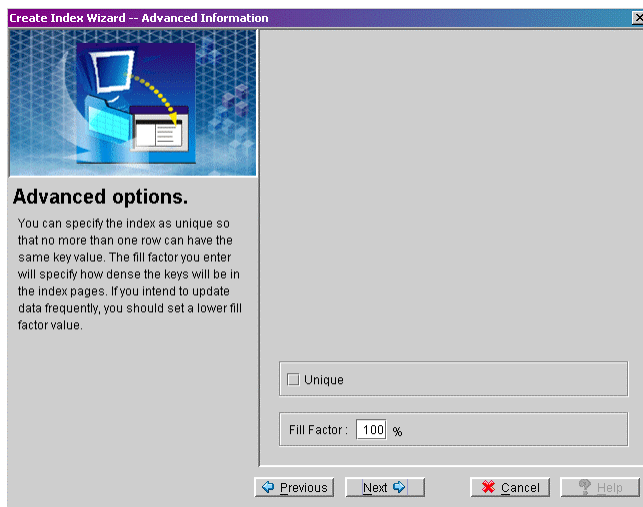 Create Index Wizard -- Advanced Information
Advanced options.
You can specify the index as unique so
that no more than one row can have the
same key value. The fill factor you enter
will specify how dense the keys will be in
the index pages. If you intend to update
data frequently, you should set a lower fill
factor value.
Unique
Fill Factor : 100 %
Previous Next Cancel Help